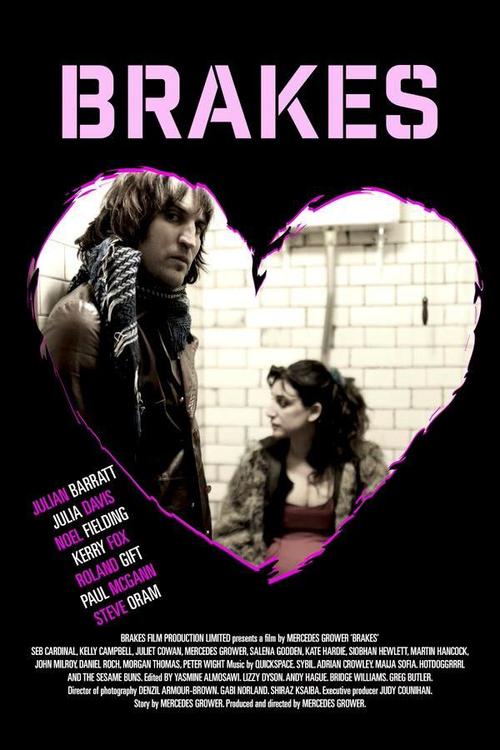 BRAKES
JULIAN BARRATT
JULIA DAVIS
NOEL FIELDING
KERRY FOX
ROLAND GIFT
PAUL MCGANN
STEVE ORAM
BRAKES FILM PRODUCTION LIMITED presents a film by MERCEDES GROWER 'BRAKES'
SEB CARDINAL, KELLY CAMPBELL, JULIET COWAN, MERCEDES GROWER, SALENA GODDEN, KATE HARDIE, SIOBHAN HEWLETT, MARTIN HANCOCK,
JOHN MILROY, DANIEL ROCH, MORGAN THOMAS, PETER WIGHT Music by QUICKSPACE. SYBIL. ADRIAN CROWLEY. MAIJA SOFIA. HOTDOGGRRRL
AND THE SESAME BUNS. Edited BY YASMINE ALMOSAWI. LIZZY DYSON. ANDY HAGUE. BRIDGE WILLIAMS. GREG BUTLER.
Director of photography DENZIL ARMOUR-BROWN. GABI NORLAND. SHIRAZ KSAIBA. Executive producer JUDY COUNIHAN.
Story by MERCEDES GROWER. Produced and directed by MERCEDES GROWER.